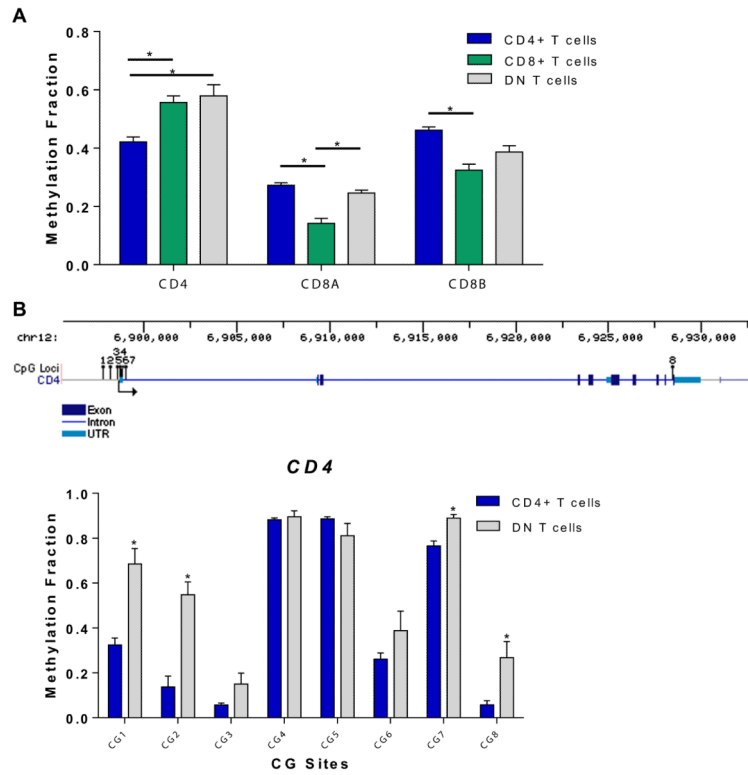 A
CD4+ T cells
CD8+ T cells
DN T cells
Methylation Fraction
0.8
0.6
0.4
0.2
0.0
* * * * *
CD4 CD8A CD8B
B
chr12: 6,900,000 6,905,000 6,910,000 6,915,000 6,920,000 6,925,000 6,930,000
34
CpG Loci 12567 8
CD4
Exon
Intron
UTR
CD4
CD4+ T cells
DN T cells
Methylation Fraction
1.0
0.8
0.6
0.4
0.2
0.0
* * * *
CG1 CG2 CG3 CG4 CG5 CG6 CG7 CG8
CG Sites